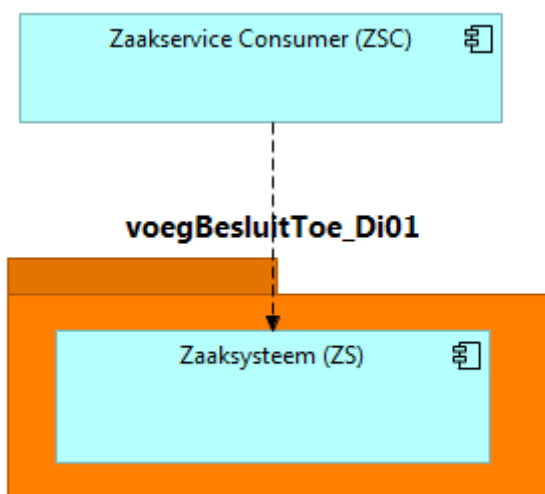 Zaakservice Consumer (ZSC)
voegBesluitToe_Di01
Zaaksysteem (ZS)